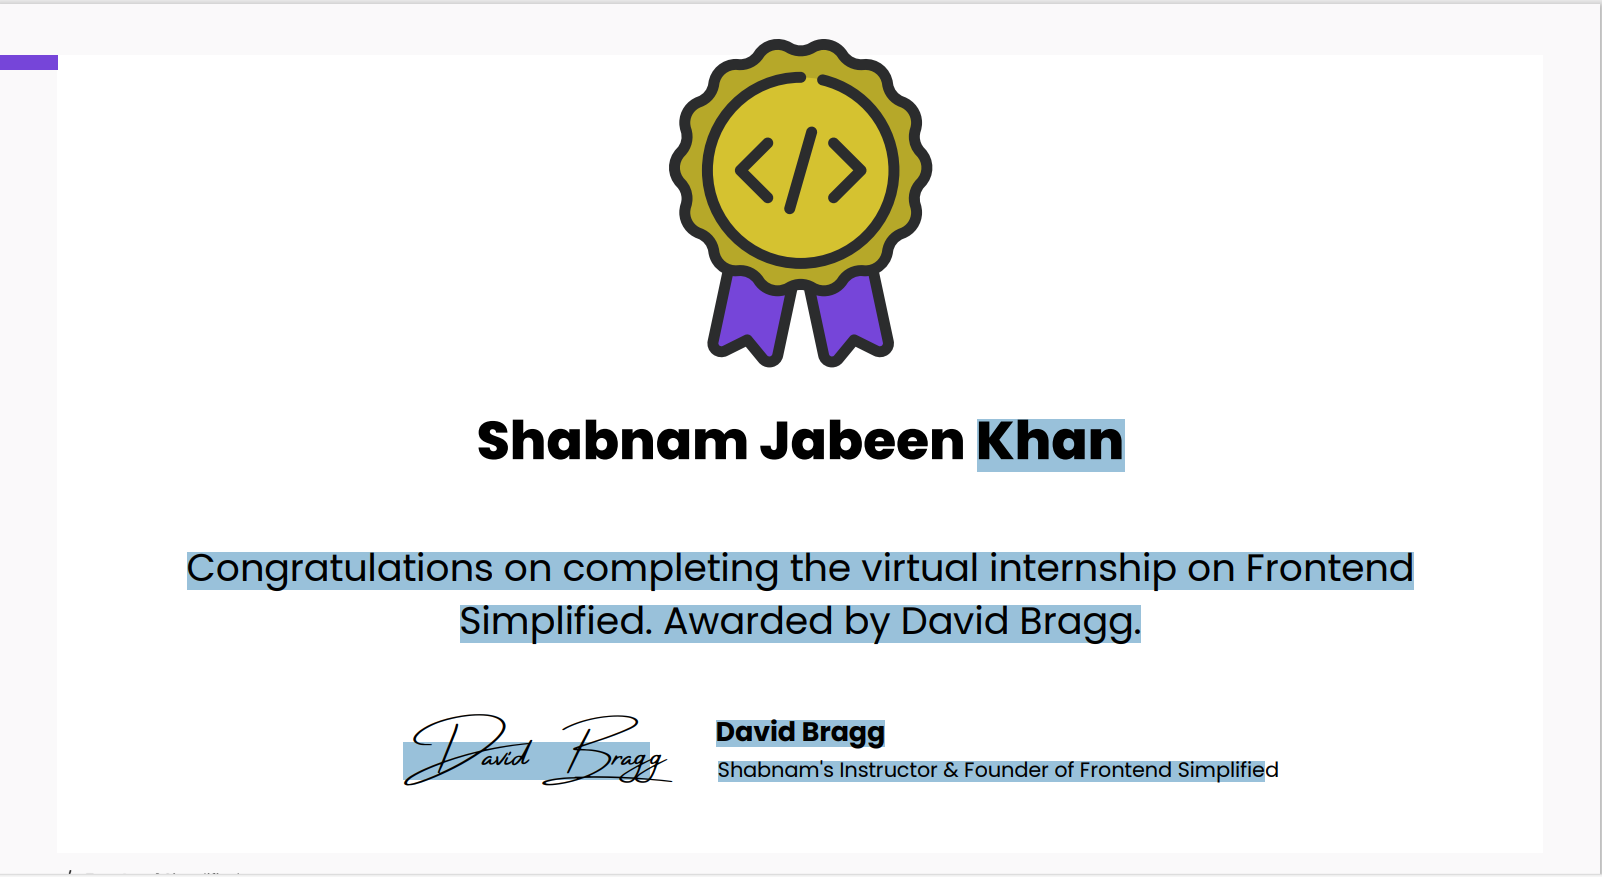 </>
Shabnam Jabeen Khan
Congratulations on completing the virtual internship on Frontend
Simplified. Awarded by David Bragg.
David Bragg
David Bragg
Shabnam's Instructor & Founder of Frontend Simplified